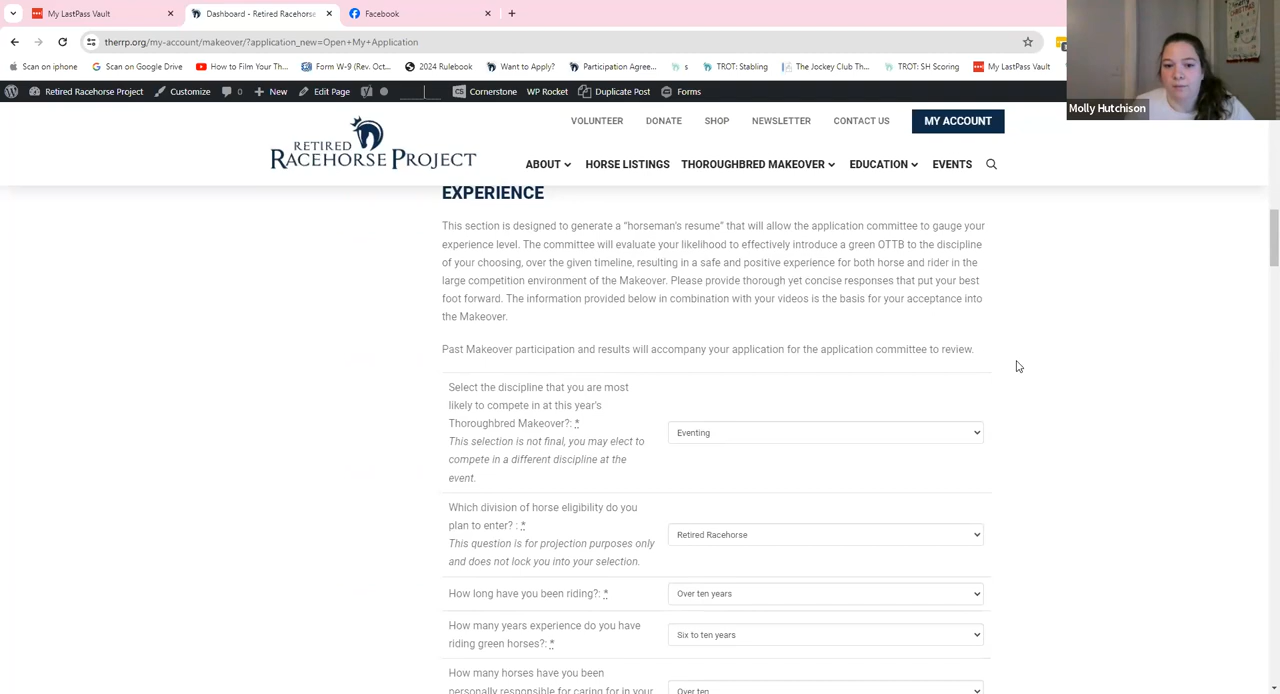 My LastPass Vault
Dashboard - Retired Racehorse
Facebook
therrp.org/my-account/makeover/?application_new=Open+My+Application
Scan on iphone
Scan on Google Drive
How to Film Your Th...
Form W-9 (Rev. Oct...
2024 Rulebook
Want to Apply?
Participation Agree...
s
TROT: Stabling
The Jockey Club Th...
TROT: SH Scoring
My LastPass Vault
Molly Hutchison
Retired Racehorse Project
Customize
0
New
Edit Page
CS Cornerstone
WP Rocket
Duplicate Post
Forms
RETIRED
RACEHORSE PROJECT
VOLUNTEER
DONATE
SHOP
NEWSLETTER
CONTACT US
MY ACCOUNT
ABOUT
HORSE LISTINGS
THOROUGHBRED MAKEOVER
EDUCATION
EVENTS
EXPERIENCE
This section is designed to generate a “horseman's resume” that will allow the application committee to gauge your
experience level. The committee will evaluate your likelihood to effectively introduce a green OTTB to the discipline
of your choosing, over the given timeline, resulting in a safe and positive experience for both horse and rider in the
large competition environment of the Makeover. Please provide thorough yet concise responses that put your best
foot forward. The information provided below in combination with your videos is the basis for your acceptance into
the Makeover.
Past Makeover participation and results will accompany your application for the application committee to review.
Select the discipline that you are most
likely to compete in at this year's
Thoroughbred Makeover?: *
This selection is not final, you may elect to
compete in a different discipline at the
event.
Eventing
Which division of horse eligibility do you
plan to enter? : *
This question is for projection purposes only
and does not lock you into your selection.
Retired Racehorse
How long have you been riding?: *
Over ten years
How many years experience do you have
riding green horses?: *
Six to ten years
How many horses have you been
personally responsible for caring for in your
Over ten